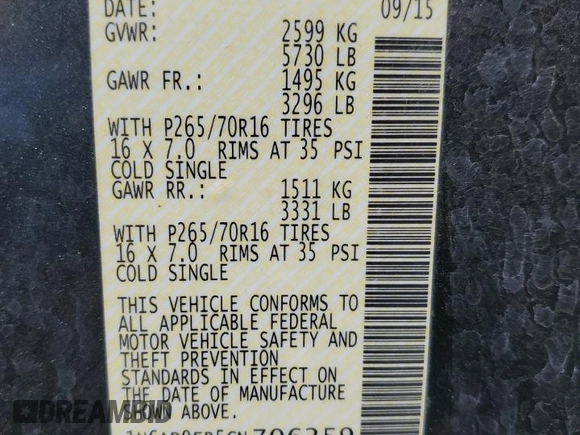 DATE: 09/15
GVWR: 2599 KG
5730 LB
GAWR FR.: 1495 KG
3296 LB
WITH P265/70R16 TIRES
16 X 7.0 RIMS AT 35 PSI
COLD SINGLE
GAWR RR.: 1511 KG
3331 LB
WITH P265/70R16 TIRES
16 X 7.0 RIMS AT 35 PSI
COLD SINGLE
THIS VEHICLE CONFORMS TO
ALL APPLICABLE FEDERAL
MOTOR VEHICLE SAFETY AND
THEFT PREVENTION
STANDARDS IN EFFECT ON
THE DATE OF MANUFACTURE
SHOWN ABOVE.
DREAMBID